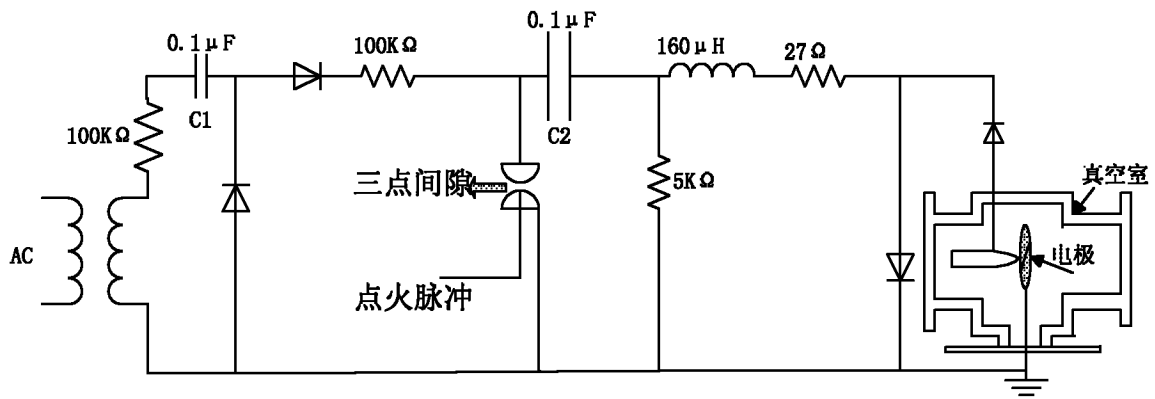 0.1μF
C1
100KΩ
100KΩ
0.1μF
C2
160μH
27Ω
5KΩ
三点间隙
点火脉冲
AC
真空室
电极